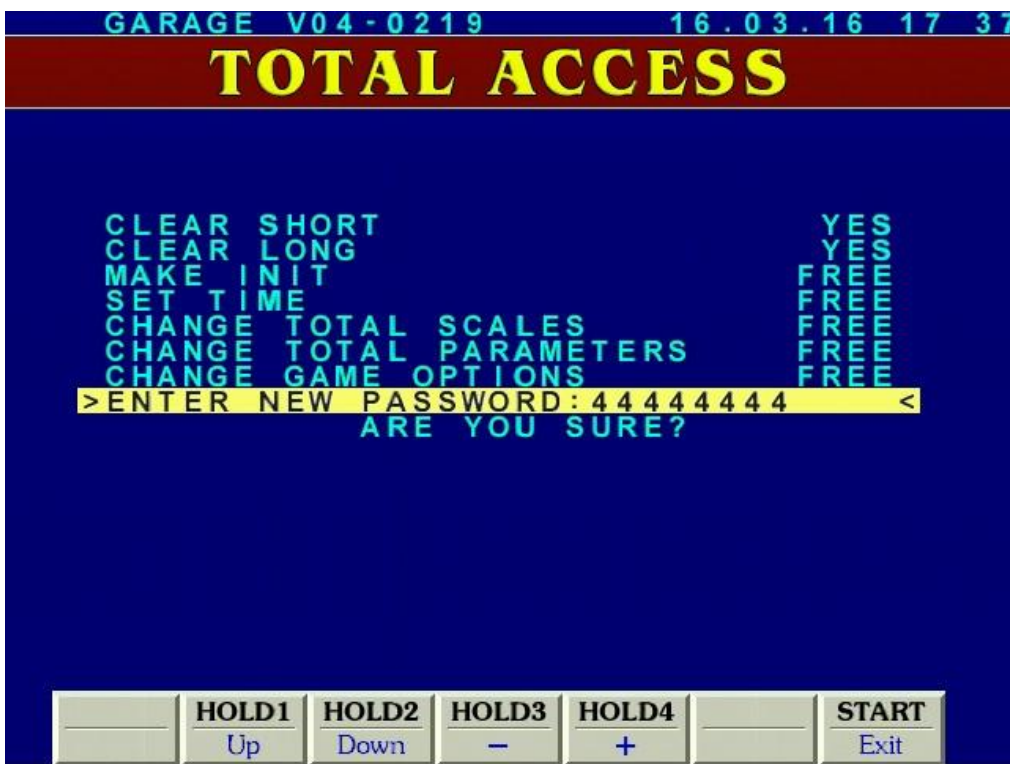 GARAGE V04-0219 16.03.16 17 37
TOTAL ACCESS
CLEAR SHORT YES
CLEAR LONG YES
MAKE INIT FREE
SET TIME FREE
CHANGE TOTAL SCALES FREE
CHANGE TOTAL PARAMETERS FREE
CHANGE GAME OPTIONS FREE
>ENTER NEW PASSWORD:44444444 <
ARE YOU SURE?
HOLD1 HOLD2 HOLD3 HOLD4 START
Up Down – + Exit